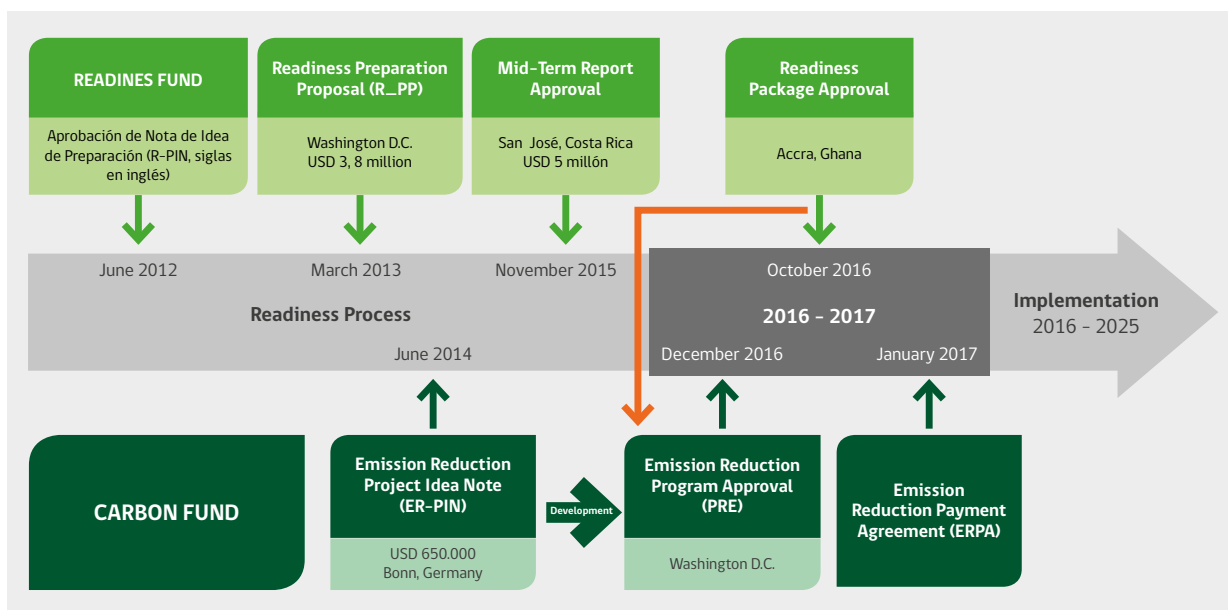 READINES FUND
Aprobación de Nota de Idea
de Preparación (R-PIN, siglas
en inglés)
Readiness Preparation
Proposal (R_PP)
Washington D.C.
USD 3, 8 million
Mid-Term Report
Approval
San José, Costa Rica
USD 5 millón
Readiness
Package Approval
Accra, Ghana
June 2012
March 2013
November 2015
October 2016
Readiness Process
2016 - 2017
Implementation
2016 - 2025
June 2014
December 2016
January 2017
CARBON FUND
Emission Reduction
Project Idea Note
(ER-PIN)
USD 650.000
Bonn, Germany
Development
Emission Reduction
Program Approval
(PRE)
Washington D.C.
Emission
Reduction Payment
Agreement (ERPA)